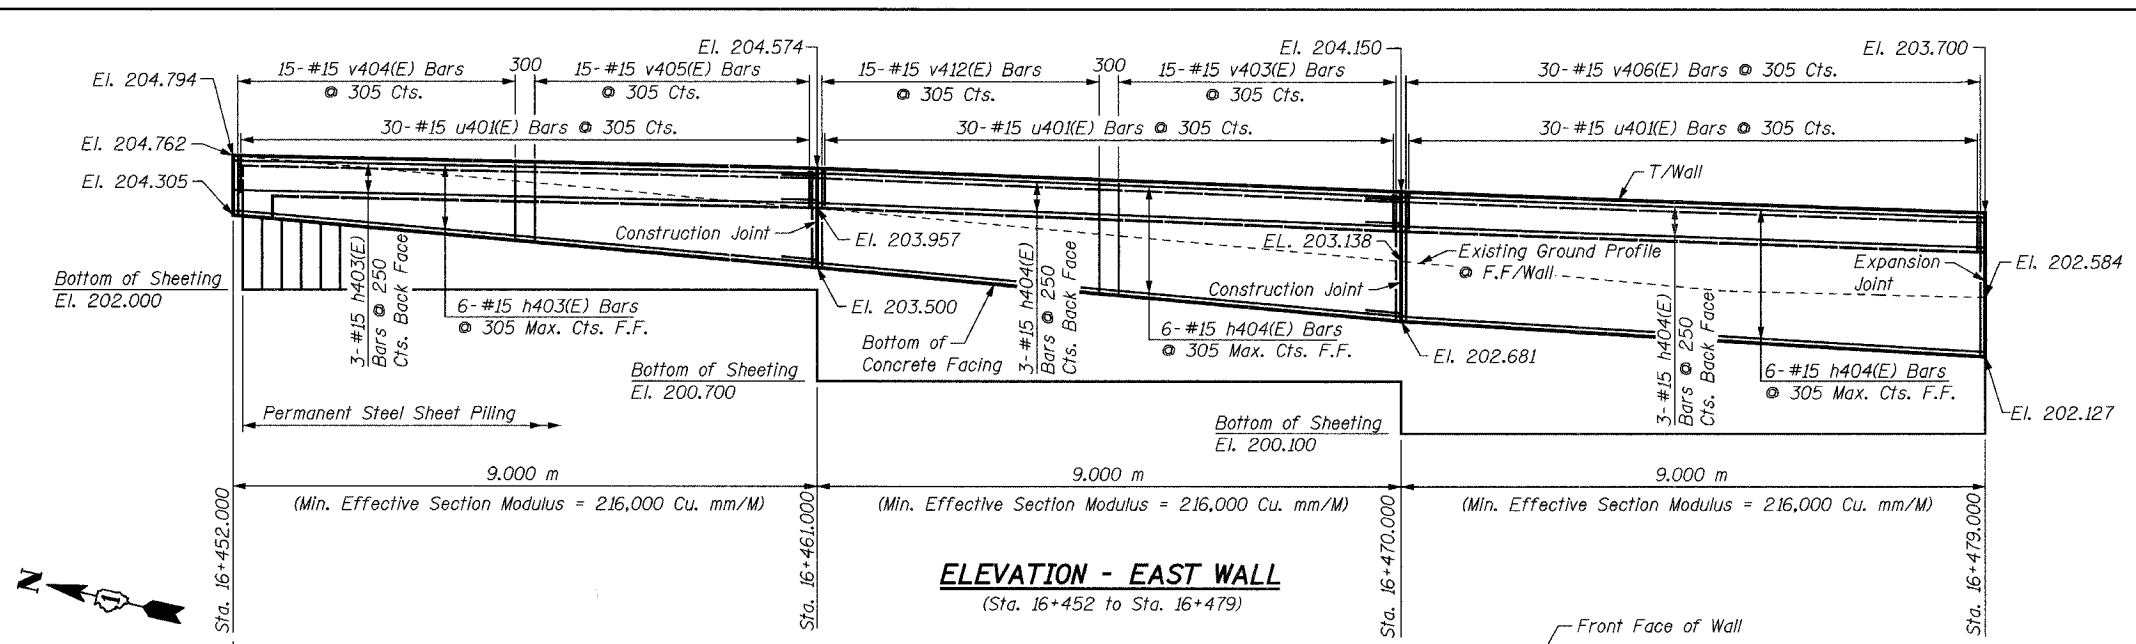 El. 204.574
El. 204.150
El. 203.700
El. 204.794
15-#15 v404(E) Bars
@ 305 Cts.
300
15-#15 v405(E) Bars
@ 305 Cts.
15-#15 v412(E) Bars
@ 305 Cts.
300
15-#15 v403(E) Bars
@ 305 Cts.
30-#15 v406(E) Bars @ 305 Cts.
30-#15 u401(E) Bars @ 305 Cts.
30-#15 u401(E) Bars @ 305 Cts.
30-#15 u401(E) Bars @ 305 Cts.
El. 204.762
El. 204.305
T/Wall
Construction Joint
El. 203.957
EL. 203.138
Existing Ground Profile
@ F.F/Wall
Expansion
Joint
El. 202.584
Bottom of Sheeting
El. 202.000
3-#15 h403(E)
Bars @ 250
Cts. Back Face
6-#15 h403(E) Bars
@ 305 Max. Cts. F.F.
El. 203.500
Bottom of
Concrete Facing
3-#15 h404(E)
Bars @ 250
Cts. Back Face
Construction Joint
6-#15 h404(E) Bars
@ 305 Max. Cts. F.F.
El. 202.681
3-#15 h404(E)
Bars @ 250
Cts. Back Face
6-#15 h404(E) Bars
@ 305 Max. Cts. F.F.
El. 202.127
Bottom of Sheeting
El. 200.700
Permanent Steel Sheet Piling
Bottom of Sheeting
El. 200.100
9.000 m
(Min. Effective Section Modulus = 216,000 Cu. mm/M)
9.000 m
(Min. Effective Section Modulus = 216,000 Cu. mm/M)
9.000 m
(Min. Effective Section Modulus = 216,000 Cu. mm/M)
Sta. 16+452.000
Sta. 16+461.000
Sta. 16+470.000
Sta. 16+479.000
N
1
ELEVATION - EAST WALL
(Sta. 16+452 to Sta. 16+479)
Front Face of Wall